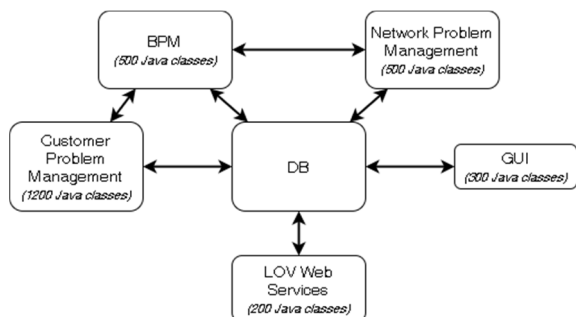 BPM
(500 Java classes)
Network Problem
Management
(500 Java classes)
Customer
Problem
Management
(1200 Java classes)
DB
GUI
(300 Java classes)
LOV Web
Services
(200 Java classes)